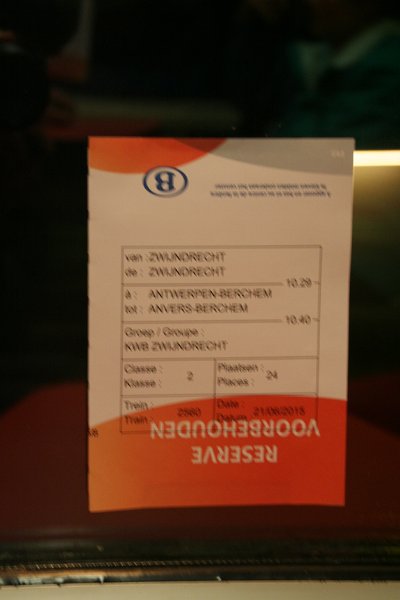 van : ZWIJNDRECHT
de : ZWIJNDRECHT
10.29
à : ANTWERPEN-BERCHEM
tot : ANVERS-BERCHEM
10.40
Groep / Groupe :
KWB ZWIJNDRECHT
Classe : Klasse : 2
Plaatsen : Places : 24
Trein : Train : 2560
Date : Datum 21/06/2015
RESERVE
VOORBEHOUDEN
B